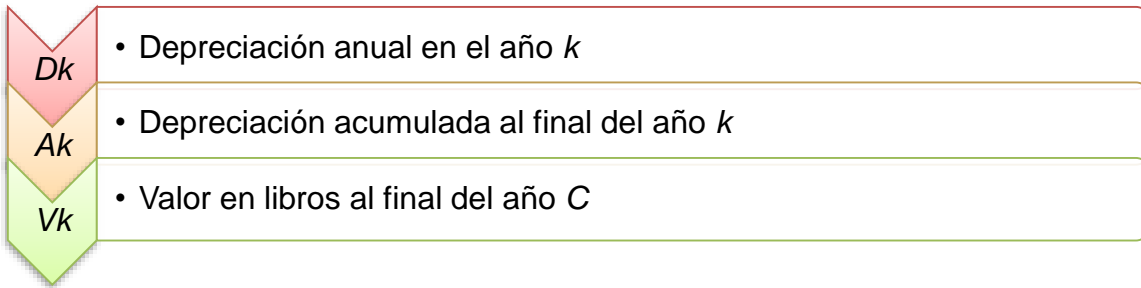 Dk
• Depreciación anual en el año k
Ak
• Depreciación acumulada al final del año k
Vk
• Valor en libros al final del año C